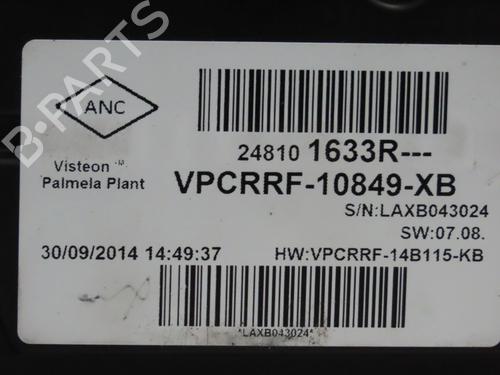 ANC
24810 1633R---
Visteon ™
Palmela Plant
VPCRRF-10849-XB
S/N:LAXB043024
SW:07.08.
30/09/2014 14:49:37
HW:VPCRRF-14B115-KB
*LAXB043024*
B-PARTS